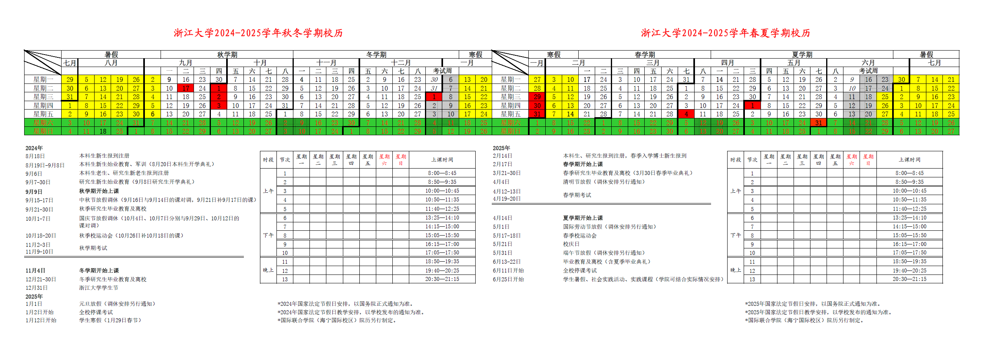 浙江大学2024-2025学年秋冬学期校历
暑假 秋学期 冬学期 寒假
七月 八月 九月 十月 十一月 十二月 一月
一 二 三 四 五 六 七 八 一 二 三 四 五 六 七 八 考试周
星期一 29 5 12 19 26 2 9 16 23 30 7 14 21 28 4 11 18 25 2 9 16 23 30 6 13 20
星期二 30 6 13 20 27 3 10 17 24 1 8 15 22 29 5 12 19 26 3 10 17 24 31 7 14 21
星期三 31 7 14 21 28 4 11 18 25 2 9 16 23 30 6 13 20 27 4 11 18 25 1 8 15 22
星期四 1 8 15 22 29 5 12 19 26 3 10 17 24 31 7 14 21 28 5 12 19 26 2 9 16 23
星期五 2 9 16 23 30 6 13 20 27 4 11 18 25 1 8 15 22 29 6 13 20 27 3 10 17 24
星期六 3 10 17 24 31 7 14 21 28 5 12 19 26 2 9 16 23 30 7 14 21 28 4 11 18 25
星期日 4 11 18 25 1 8 15 22 29 6 13 20 27 3 10 17 24 1 8 15 22 29 5 12 19 26
2024年
8月18日 本科生新生报到注册
8月19日-9月8日 本科生新生始业教育、军训（8月20日本科生开学典礼）
9月6日 本科生老生、研究生新老生报到注册
9月7-30日 研究生新生始业教育（9月8日研究生开学典礼）
9月9日 秋学期开始上课
9月15-17日 中秋节放假调休（9月16日与9月14日的课对调，9月21日补9月17日的课）
9月21-30日 秋季研究生毕业教育及离校
10月1-7日 国庆节放假调休（10月4日、10月7日分别与9月29日、10月12日的
课对调）
10月18-20日 秋季校运动会（10月26日补10月18日的课）
11月2-3日
11月9-10日 秋学期考试
11月4日 冬学期开始上课
12月21-30日 冬季研究生毕业教育及离校
12月31日 浙江大学学生节
2025年
1月1日 元旦放假（调休安排另行通知）
1月2日开始 全校停课考试
1月12日开始 学生寒假（1月29日春节）
时段 节次 星期一 星期二 星期三 星期四 星期五 星期六 星期日 上课时间
上午
1 8:00—8:45
2 8:50—9:35
3 10:00—10:45
4 10:50—11:35
5 11:40—12:25
下午
6 13:25—14:10
7 14:15—15:00
8 15:05—15:50
9 16:15—17:00
10 17:05—17:50
晚上
11 18:50—19:35
12 19:40—20:25
13 20:30—21:15
*2024年国家法定节假日安排，以国务院正式通知为准。
*2024年国家法定节假日教学安排，以学校发布的通知为准。
*国际联合学院（海宁国际校区）院历另行制定。
浙江大学2024-2025学年春夏学期校历
寒假 春学期 夏学期 暑假
一月 二月 三月 四月 五月 六月 七月
一 二 三 四 五 六 七 八 一 二 三 四 五 六 七 八 考试周
星期一 27 3 10 17 24 3 10 17 24 31 7 14 21 28 5 12 19 26 2 9 16 23 30 7 14 21
星期二 28 4 11 18 25 4 11 18 25 1 8 15 22 29 6 13 20 27 3 10 17 24 1 8 15 22
星期三 29 5 12 19 26 5 12 19 26 2 9 16 23 30 7 14 21 28 4 11 18 25 2 9 16 23
星期四 30 6 13 20 27 6 13 20 27 3 10 17 24 1 8 15 22 29 5 12 19 26 3 10 17 24
星期五 31 7 14 21 28 7 14 21 28 4 11 18 25 2 9 16 23 30 6 13 20 27 4 11 18 25
星期六 1 8 15 22 1 8 15 22 29 5 12 19 26 3 10 17 24 31 7 14 21 28 5 12 19 26
星期日 2 9 16 23 2 9 16 23 30 6 13 20 27 4 11 18 25 1 8 15 22 29 6 13 20 27
2025年
2月14日 本科生、研究生报到注册，春季入学博士新生报到
2月17日 春学期开始上课
3月21-30日 春季研究生毕业教育及离校（3月30日春季毕业典礼）
4月4日 清明节放假（调休安排另行通知）
4月12-13日
4月19-20日 春学期考试
4月14日 夏学期开始上课
5月1日 国际劳动节放假（调休安排另行通知）
5月17-18日 春季校运动会
5月21日 校庆日
5月31日 端午节放假（调休安排另行通知）
6月13-22日 毕业教育及离校（含夏季毕业典礼）
6月11日开始 全校停课考试
6月25日开始 学生暑假、社会实践活动、实践课程（学院可结合实际情况安排）
时段 节次 星期一 星期二 星期三 星期四 星期五 星期六 星期日 上课时间
上午
1 8:00—8:45
2 8:50—9:35
3 10:00—10:45
4 10:50—11:35
5 11:40—12:25
下午
6 13:25—14:10
7 14:15—15:00
8 15:05—15:50
9 16:15—17:00
10 17:05—17:50
晚上
11 18:50—19:35
12 19:40—20:25
13 20:30—21:15
*2025年国家法定节假日安排，以国务院正式通知为准。
*2025年国家法定节假日教学安排，以学校发布的通知为准。
*国际联合学院（海宁国际校区）院历另行制定。